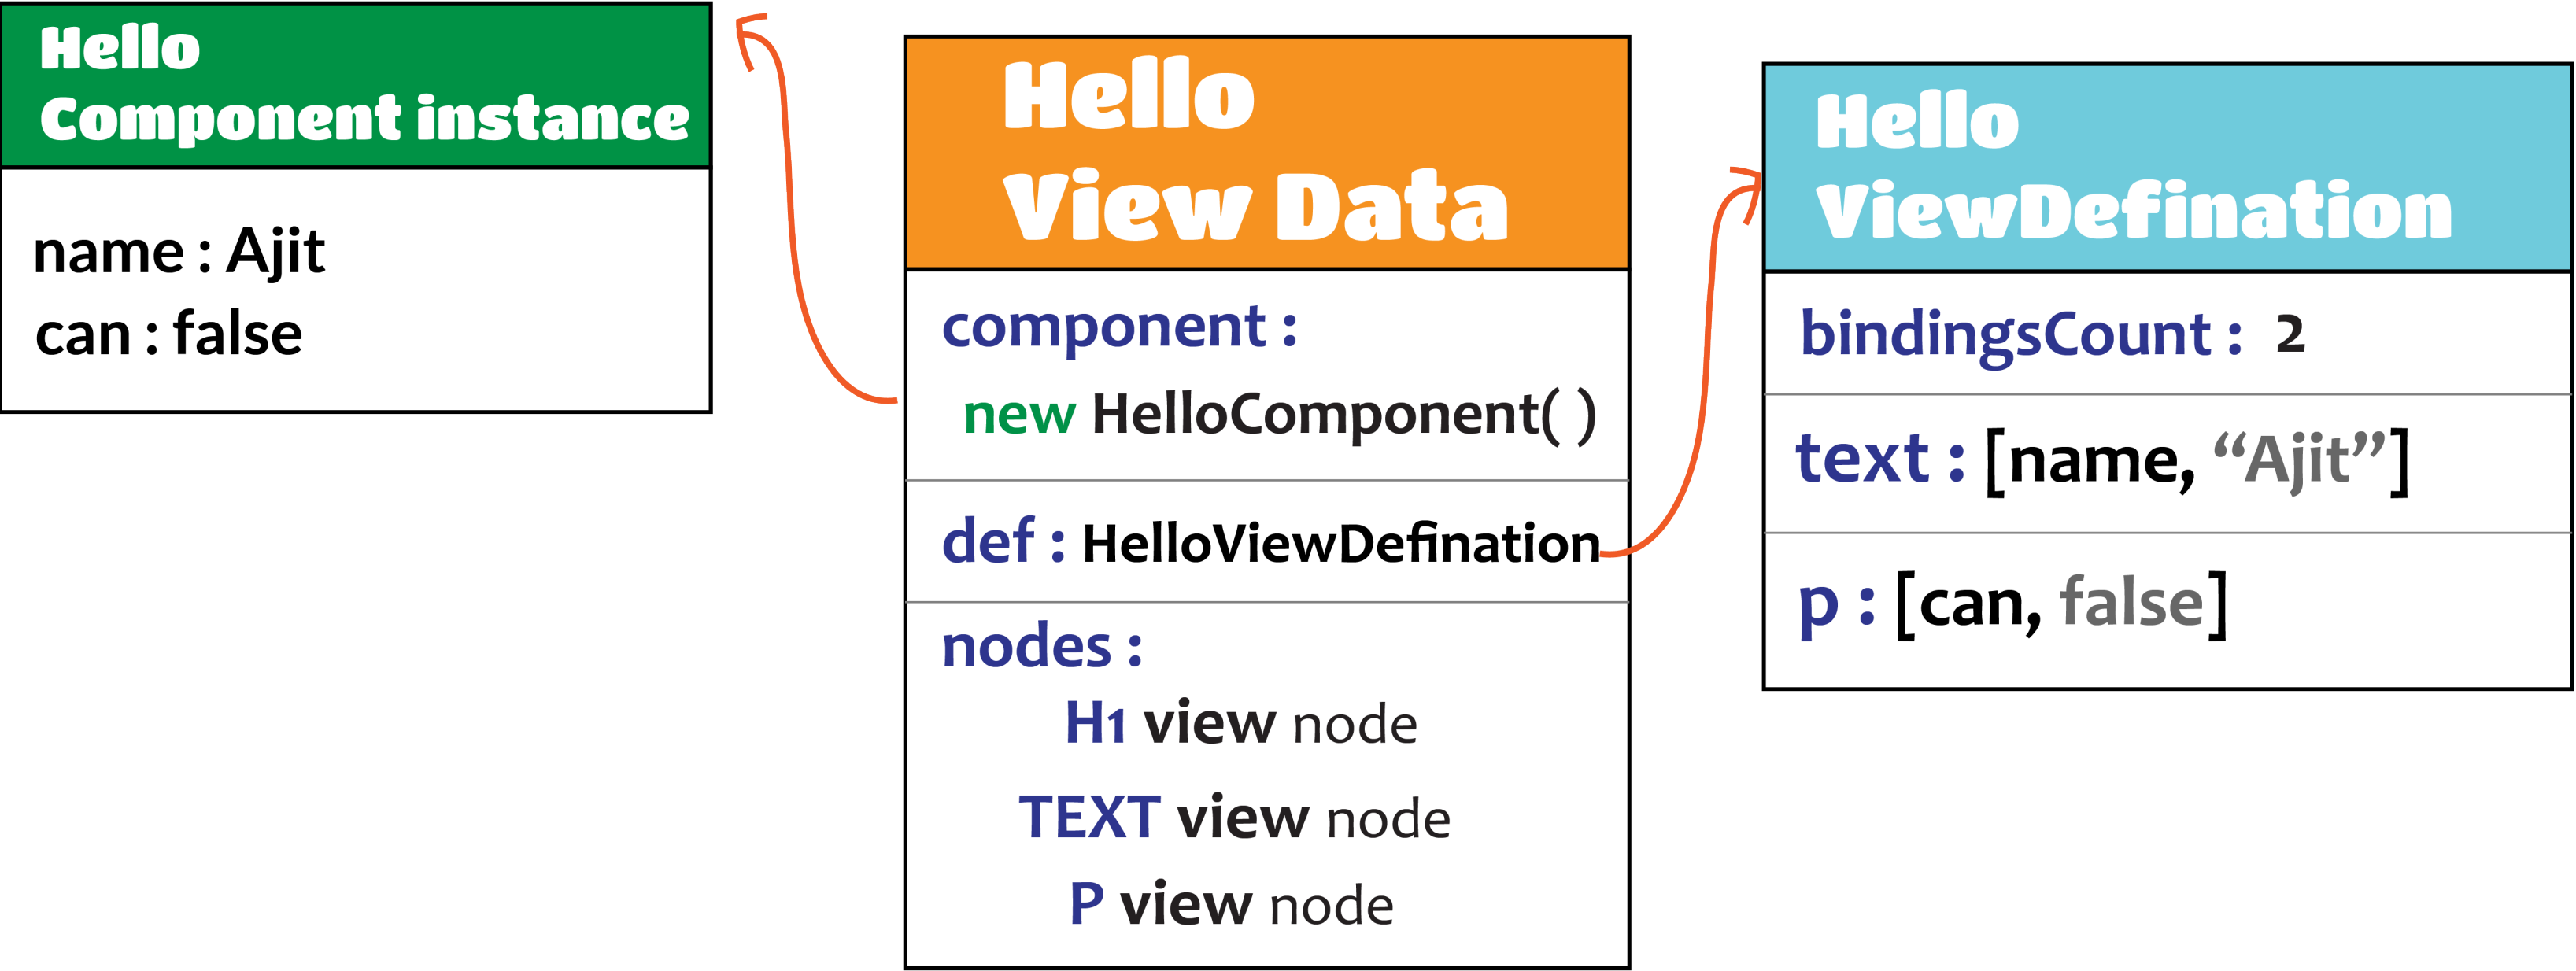 Hello
Component instance
name : Ajit
can : false
Hello
View Data
component :
new HelloComponent( )
def : HelloViewDefination
nodes :
H1 view node
TEXT view node
P view node
Hello
ViewDefination
bindingsCount : 2
text : [name, “Ajit”]
p : [can, false]